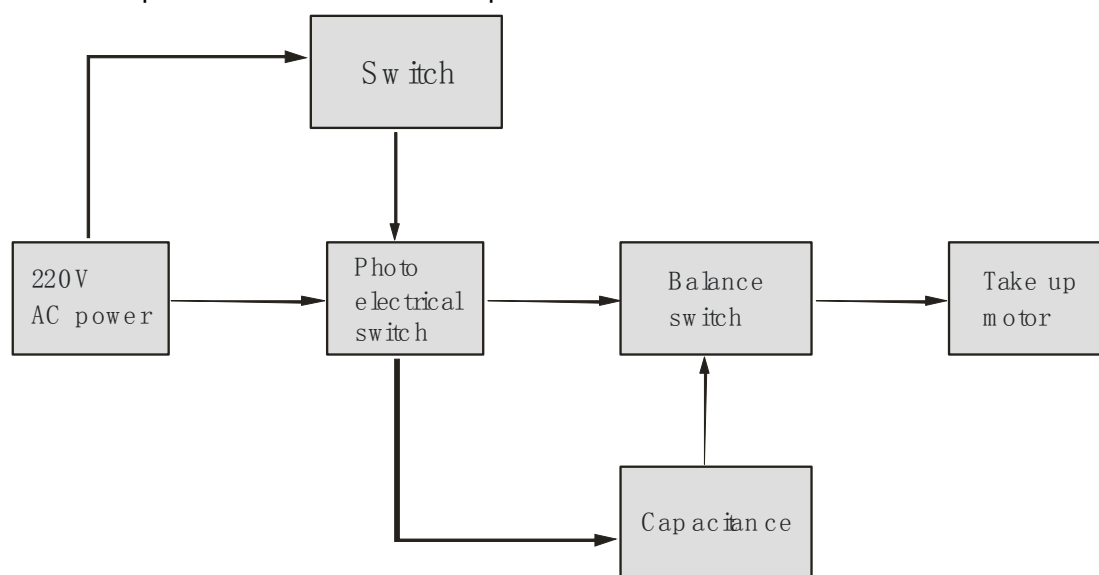 Switch
220V
AC power
Photo
electrical
switch
Balance
switch
Take up
motor
Capacitance